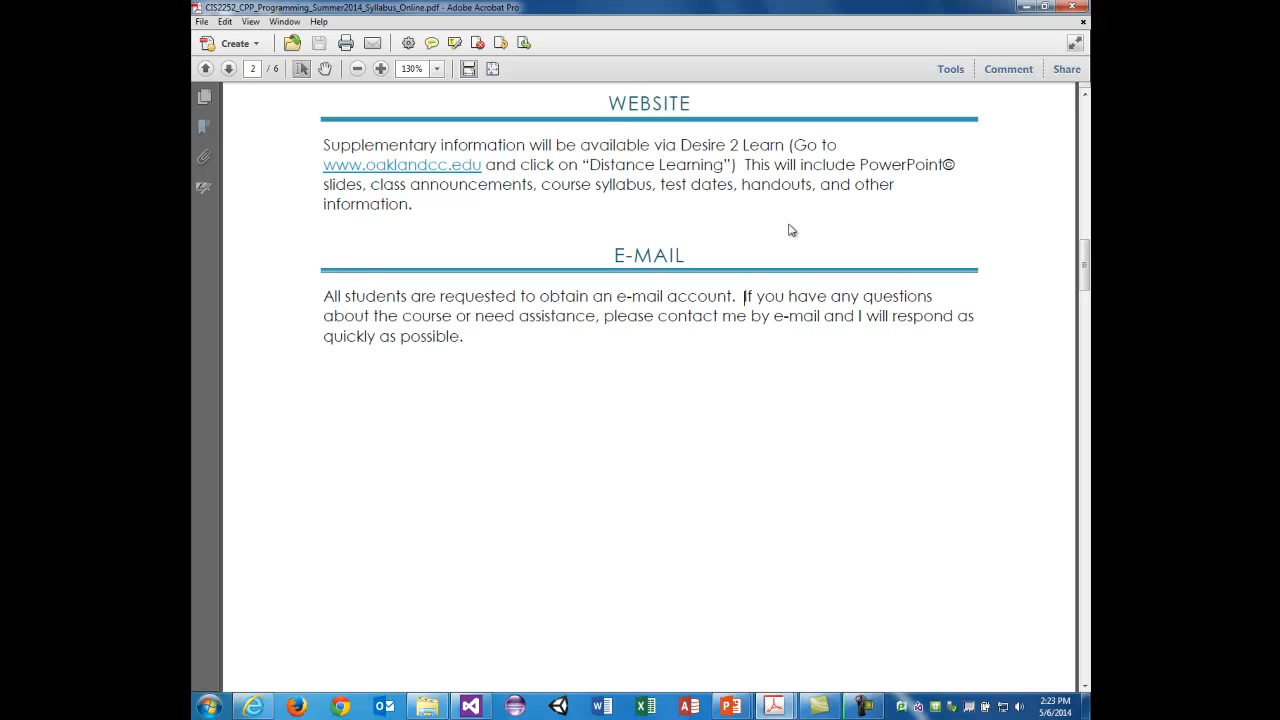 CIS2252_CPP_Programming_Summer2014_Syllabus_Online.pdf - Adobe Acrobat Pro
File Edit View Window Help
Create
2 / 6 130% Tools Comment Share
WEBSITE
Supplementary information will be available via Desire 2 Learn (Go to
www.oaklandcc.edu and click on “Distance Learning”) This will include PowerPoint©
slides, class announcements, course syllabus, test dates, handouts, and other
information.
E-MAIL
All students are requested to obtain an e-mail account. If you have any questions
about the course or need assistance, please contact me by e-mail and I will respond as
quickly as possible.
2:23 PM
5/6/2014